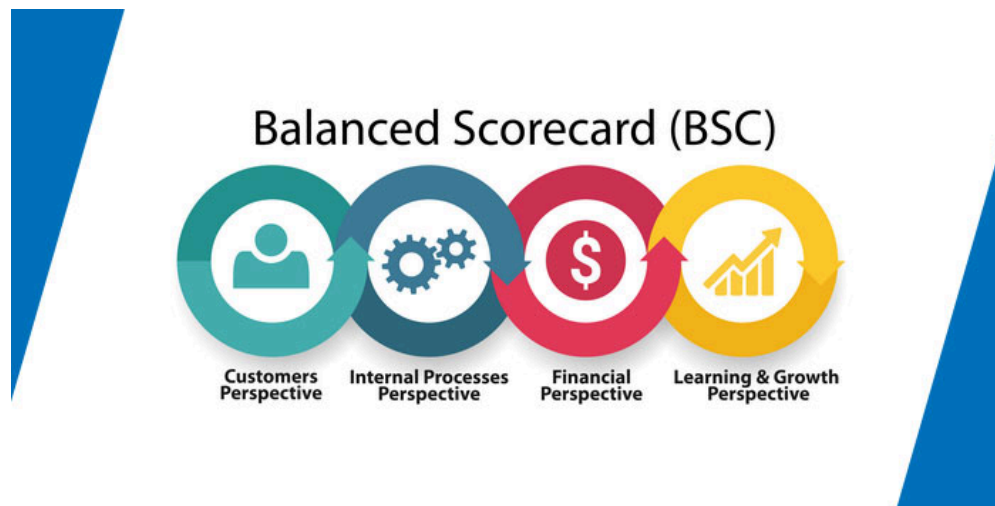 Balanced Scorecard (BSC)
$
Customers
Perspective
Internal Processes
Perspective
Financial
Perspective
Learning & Growth
Perspective